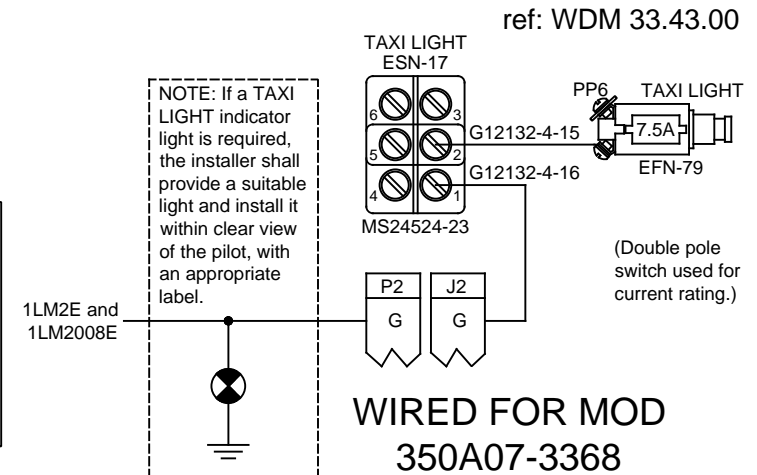 ref: WDM 33.43.00
TAXI LIGHT
ESN-17
NOTE: If a TAXI
LIGHT indicator
light is required,
the installer shall
provide a suitable
light and install it
within clear view
of the pilot, with
an appropriate
label.
6
3
5
2
4
1
MS24524-23
G12132-4-15
G12132-4-16
PP6
TAXI LIGHT
7.5A
EFN-79
(Double pole
switch used for
current rating.)
1LM2E and
1LM2008E
P2
J2
G
G
WIRED FOR MOD
350A07-3368